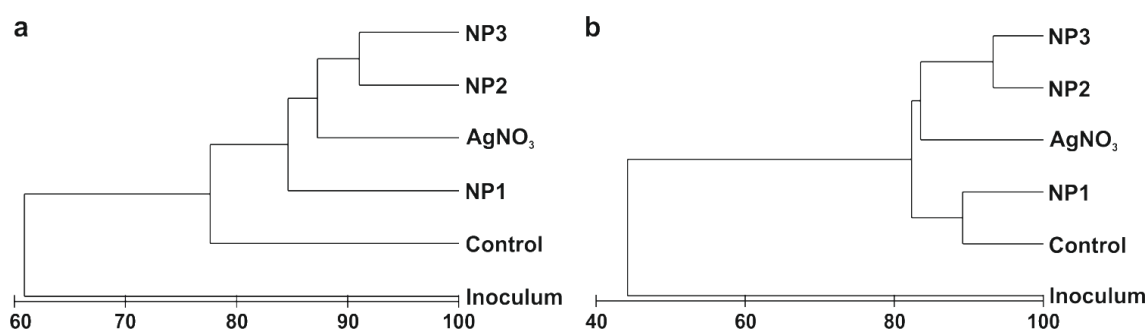 a
NP3
NP2
AgNO₃
NP1
Control
Inoculum
60 70 80 90 100
b
NP3
NP2
AgNO₃
NP1
Control
Inoculum
40 60 80 100